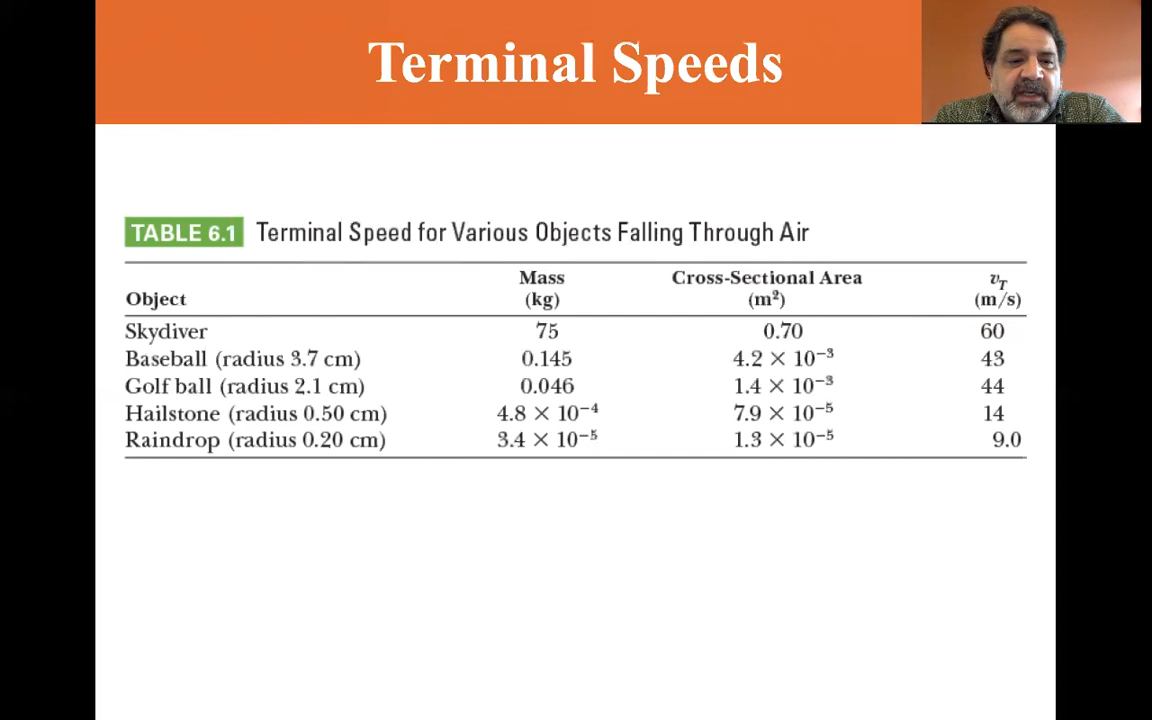 Terminal Speeds
TABLE 6.1 Terminal Speed for Various Objects Falling Through Air
Mass Cross-Sectional Area v_T
Object (kg) (m²) (m/s)
Skydiver 75 0.70 60
Baseball (radius 3.7 cm) 0.145 4.2 × 10⁻³ 43
Golf ball (radius 2.1 cm) 0.046 1.4 × 10⁻³ 44
Hailstone (radius 0.50 cm) 4.8 × 10⁻⁴ 7.9 × 10⁻⁵ 14
Raindrop (radius 0.20 cm) 3.4 × 10⁻⁵ 1.3 × 10⁻⁵ 9.0